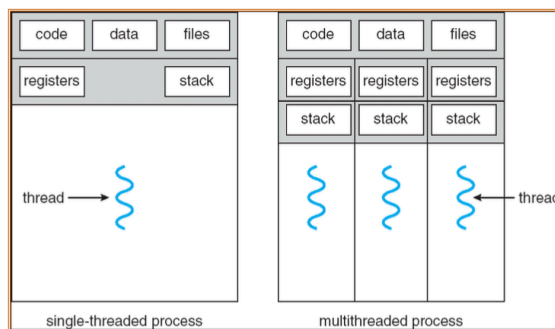 code data files code data files
registers stack registers registers registers
stack stack stack
thread thread
single-threaded process multithreaded process